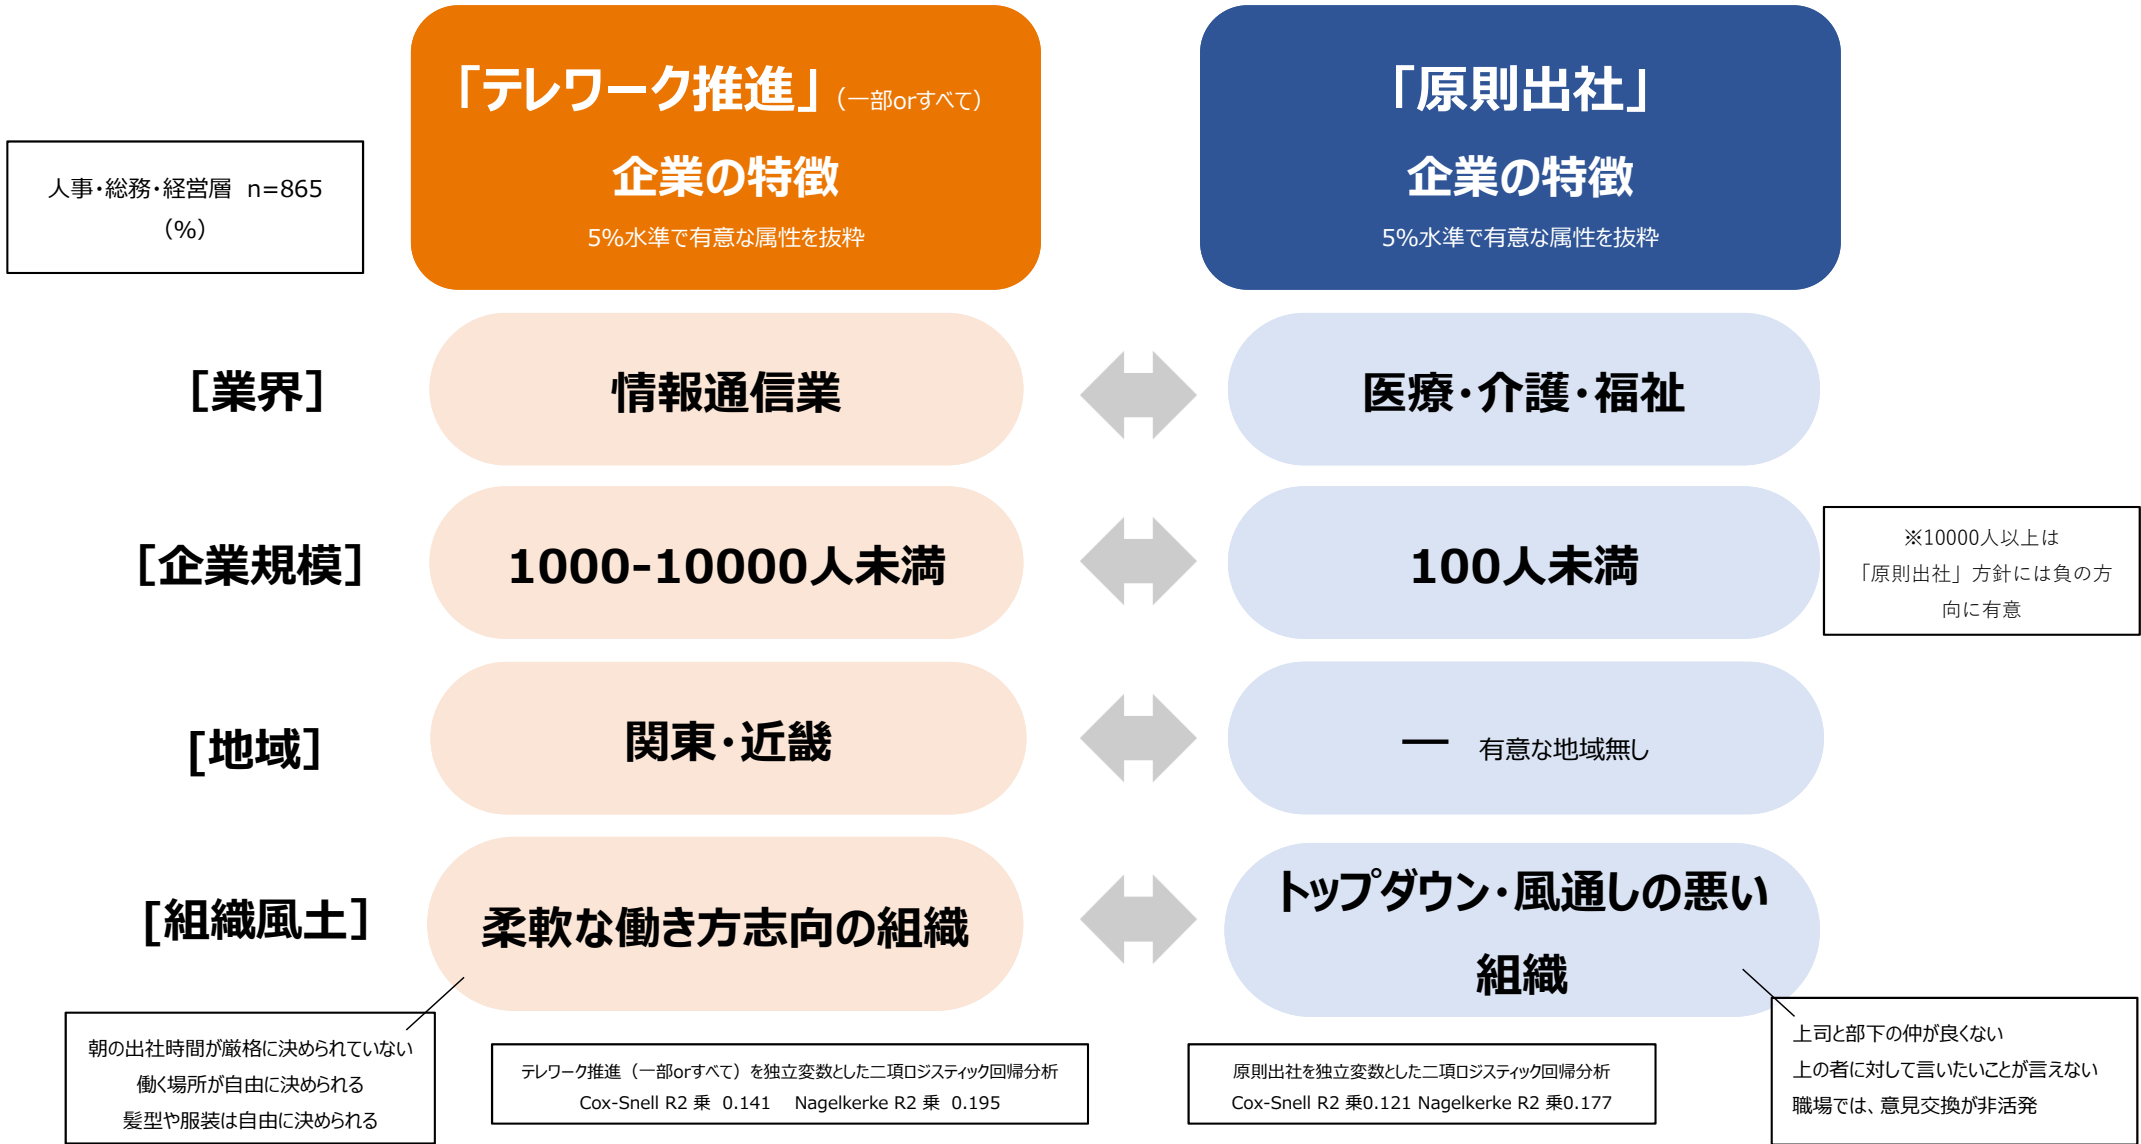 「テレワーク推進」(一部orすべて)
企業の特徴
5%水準で有意な属性を抜粋
「原則出社」
企業の特徴
5%水準で有意な属性を抜粋
人事・総務・経営層 n=865
(%)
[業界]
情報通信業
医療・介護・福祉
[企業規模]
1000-10000人未満
100人未満
※10000人以上は
「原則出社」方針には負の方
向に有意
[地域]
関東・近畿
― 有意な地域無し
[組織風土]
柔軟な働き方志向の組織
トップダウン・風通しの悪い
組織
朝の出社時間が厳格に決められていない
働く場所が自由に決められる
髪型や服装は自由に決められる
テレワーク推進（一部orすべて）を独立変数とした二項ロジスティック回帰分析
Cox-Snell R2 乗 0.141 Nagelkerke R2 乗 0.195
原則出社を独立変数とした二項ロジスティック回帰分析
Cox-Snell R2 乗0.121 Nagelkerke R2 乗0.177
上司と部下の仲が良くない
上の者に対して言いたいことが言えない
職場では、意見交換が非活発